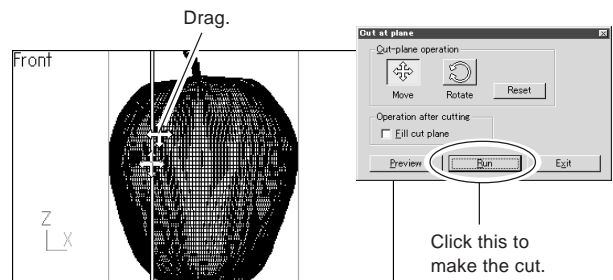 Drag.
Front
Z
X
Cut at plane
Cut-plane operation
Move
Rotate
Reset
Operation after cutting
Fill cut plane
Preview
Run
Exit
Click this to
make the cut.